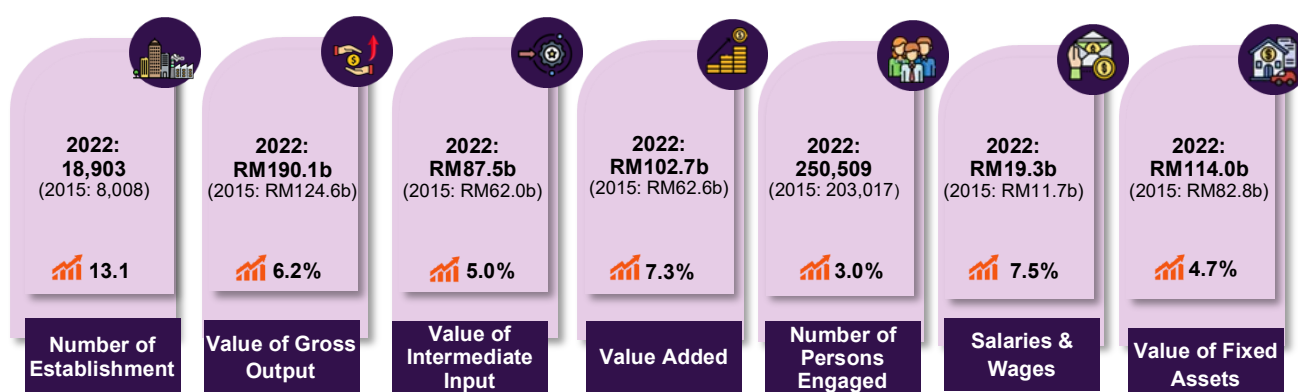 2022:
18,903
(2015: 8,008)
13.1
Number of
Establishment
2022:
RM190.1b
(2015: RM124.6b)
6.2%
Value of Gross
Output
2022:
RM87.5b
(2015: RM62.0b)
5.0%
Value of
Intermediate
Input
2022:
RM102.7b
(2015: RM62.6b)
7.3%
Value Added
2022:
250,509
(2015: 203,017)
3.0%
Number of
Persons
Engaged
2022:
RM19.3b
(2015: RM11.7b)
7.5%
Salaries &
Wages
2022:
RM114.0b
(2015: RM82.8b)
4.7%
Value of Fixed
Assets